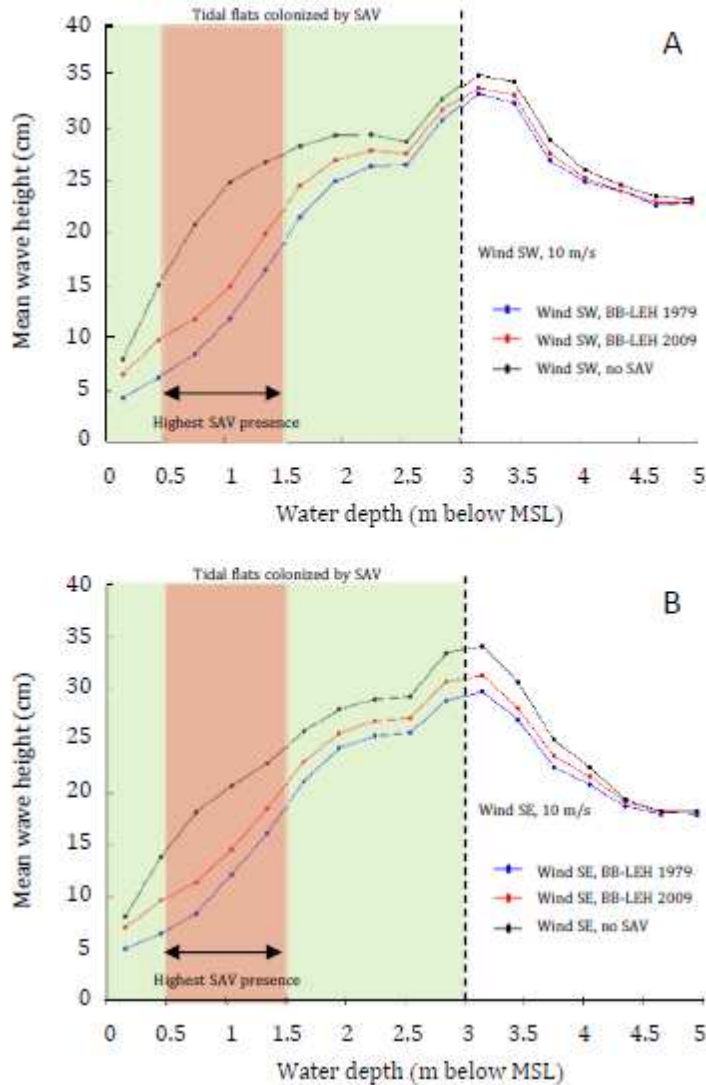 Tidal flats colonized by SAV
A
40
35
30
25
20
15
10
5
0
Mean wave height (cm)
Wind SW, 10 m/s
Wind SW, BB-LEH 1979
Wind SW, BB-LEH 2009
Wind SW, no SAV
Highest SAV presence
0 0.5 1 1.5 2 2.5 3 3.5 4 4.5 5
Water depth (m below MSL)
Tidal flats colonized by SAV
B
40
35
30
25
20
15
10
5
0
Mean wave height (cm)
Wind SE, 10 m/s
Wind SE, BB-LEH 1979
Wind SE, BB-LEH 2009
Wind SE, no SAV
Highest SAV presence
0 0.5 1 1.5 2 2.5 3 3.5 4 4.5 5
Water depth (m below MSL)